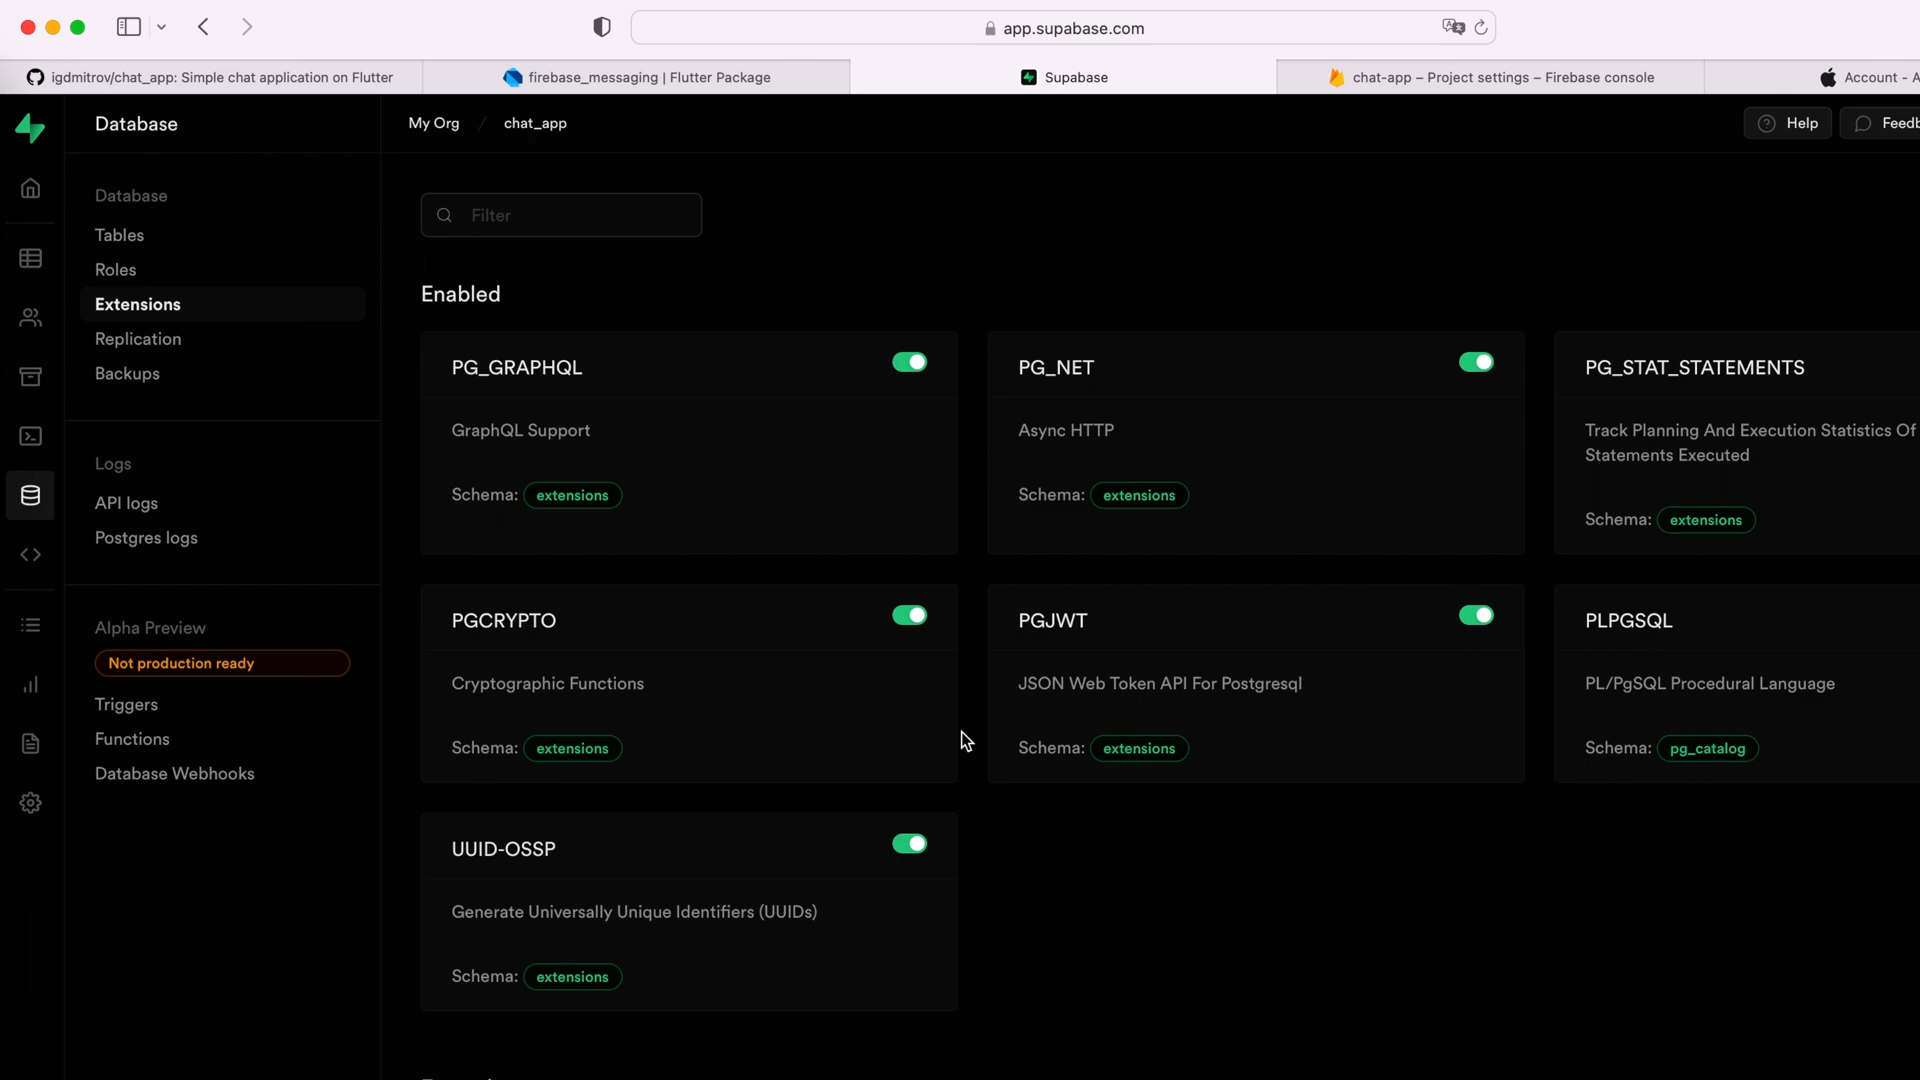 app.supabase.com
igdmitrov/chat_app: Simple chat application on Flutter
firebase_messaging | Flutter Package
Supabase
chat-app – Project settings – Firebase console
Account - A
Database
My Org / chat_app
Help
Feedb
Database
Tables
Roles
Extensions
Replication
Backups
Logs
API logs
Postgres logs
Alpha Preview
Not production ready
Triggers
Functions
Database Webhooks
Filter
Enabled
PG_GRAPHQL
GraphQL Support
Schema: extensions
PG_NET
Async HTTP
Schema: extensions
PG_STAT_STATEMENTS
Track Planning And Execution Statistics Of
Statements Executed
Schema: extensions
PGCRYPTO
Cryptographic Functions
Schema: extensions
PGJWT
JSON Web Token API For Postgresql
Schema: extensions
PLPGSQL
PL/PgSQL Procedural Language
Schema: pg_catalog
UUID-OSSP
Generate Universally Unique Identifiers (UUIDs)
Schema: extensions